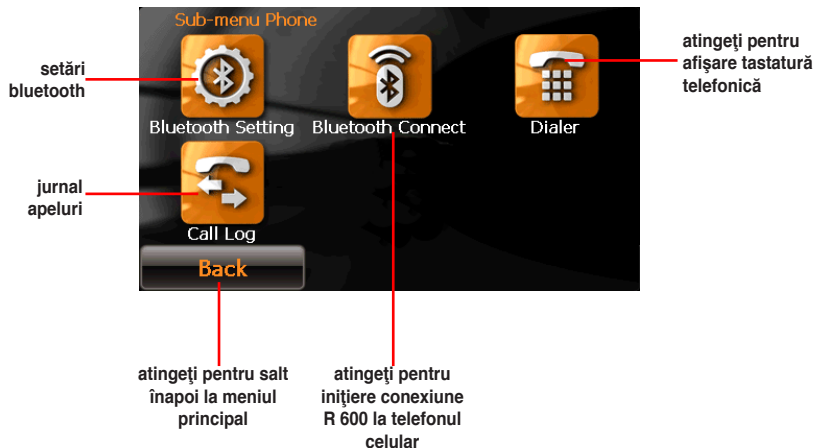 Sub-menu Phone
setări
bluetooth
Bluetooth Setting
Bluetooth Connect
Dialer
atingeţi pentru
afişare tastatură
telefonică
jurnal
apeluri
Call Log
Back
atingeţi pentru salt
înapoi la meniul
principal
atingeţi pentru
iniţiere conexiune
R 600 la telefonul
celular